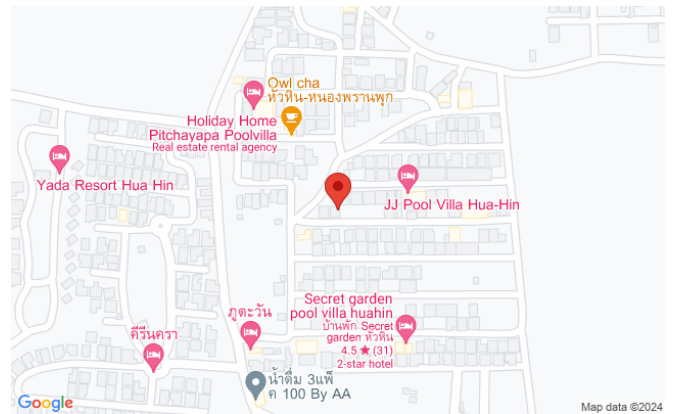 Owl cha
หัวหิน-หนองพรานพุก
Holiday Home
Pitchayapa Poolvilla
Real estate rental agency
Yada Resort Hua Hin
JJ Pool Villa Hua-Hin
Secret garden
pool villa huahin
บ้านพัก Secret
garden หัวหิน
4.5 ★ (31)
2-star hotel
ภูตะวัน
คีรีนครา
น้ำดื่ม 3แพ็
ค 100 By AA
Google
Map data ©2024